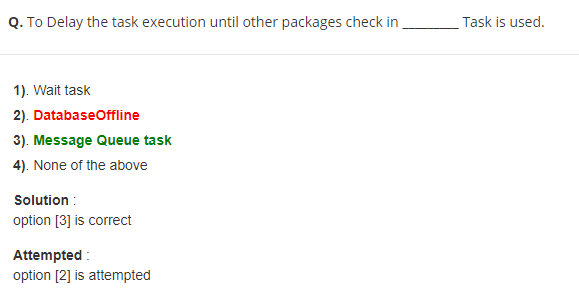 Q. To Delay the task execution until other packages check in ________ Task is used.
1). Wait task
2). DatabaseOffline
3). Message Queue task
4). None of the above
Solution :
option [3] is correct
Attempted :
option [2] is attempted